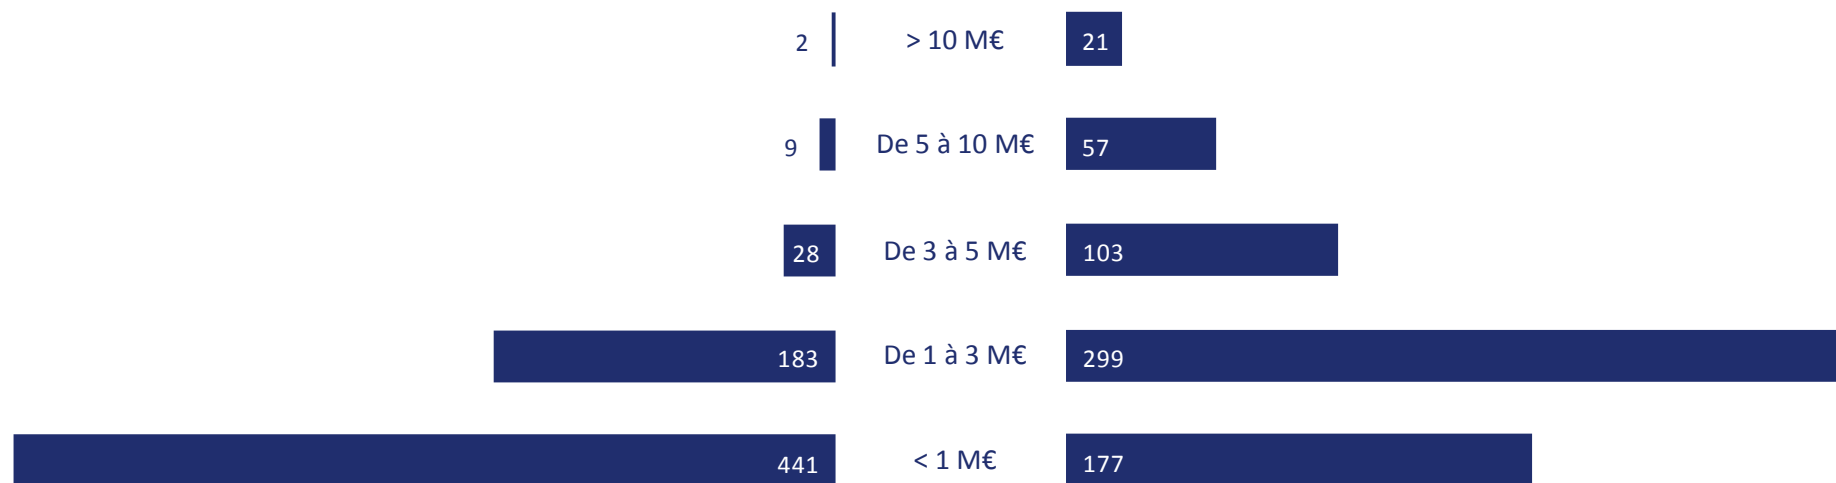 2 > 10 M€ 21
9 De 5 à 10 M€ 57
28 De 3 à 5 M€ 103
183 De 1 à 3 M€ 299
441 < 1 M€ 177